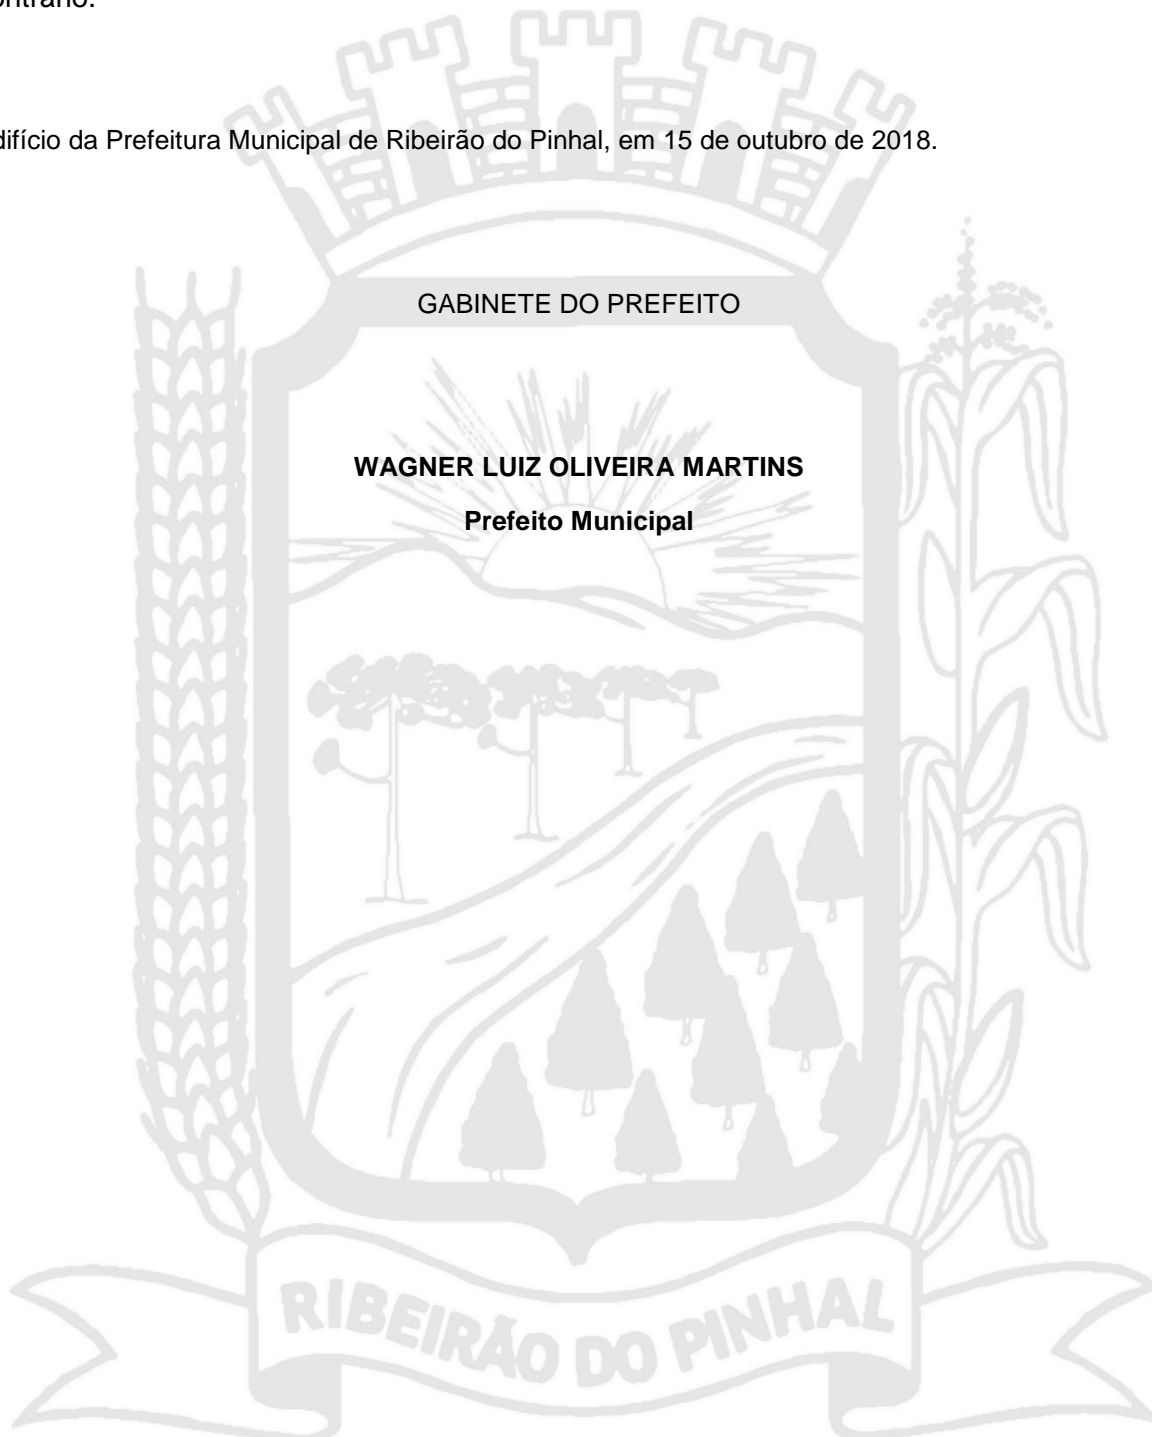 ontrário.
difício da Prefeitura Municipal de Ribeirão do Pinhal, em 15 de outubro de 2018.
GABINETE DO PREFEITO
WAGNER LUIZ OLIVEIRA MARTINS
Prefeito Municipal
RIBEIRÃO DO PINHAL